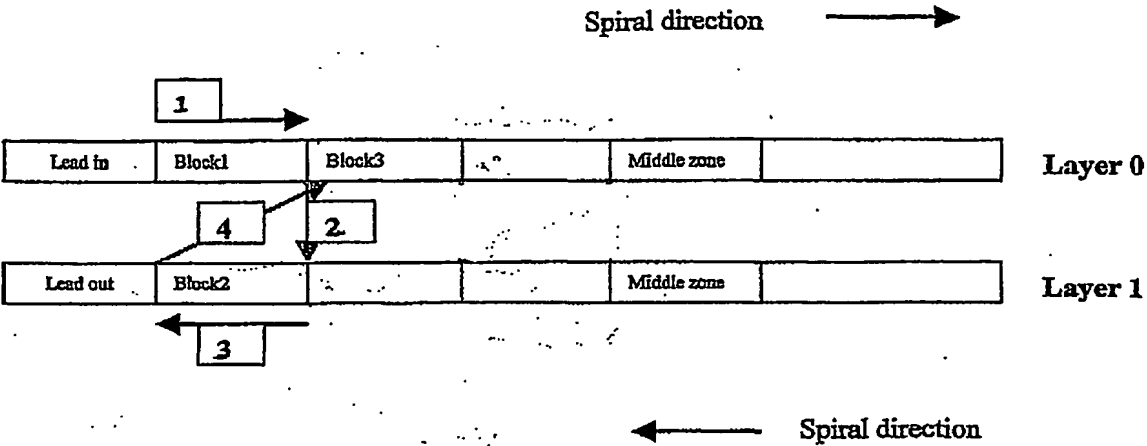 Spiral direction
1
Lead in Block1 Block3 Middle zone Layer 0
4 2
Lead out Block2 Middle zone Layer 1
3
Spiral direction